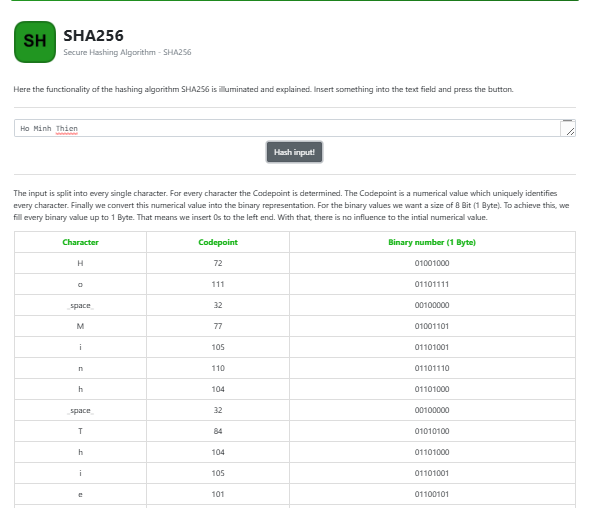 SH
SHA256
Secure Hashing Algorithm - SHA256
Here the functionality of the hashing algorithm SHA256 is illuminated and explained. Insert something into the text field and press the button.
Ho Minh Thien
Hash input!
The input is split into every single character. For every character the Codepoint is determined. The Codepoint is a numerical value which uniquely identifies
every character. Finally we convert this numerical value into the binary representation. For the binary values we want a size of 8 Bit (1 Byte). To achieve this, we
fill every binary value up to 1 Byte. That means we insert 0s to the left end. With that, there is no influence to the intial numerical value.
Character Codepoint Binary number (1 Byte)
H 72 01001000
o 111 01101111
_space_ 32 00100000
M 77 01001101
i 105 01101001
n 110 01101110
h 104 01101000
_space_ 32 00100000
T 84 01010100
h 104 01101000
i 105 01101001
e 101 01100101